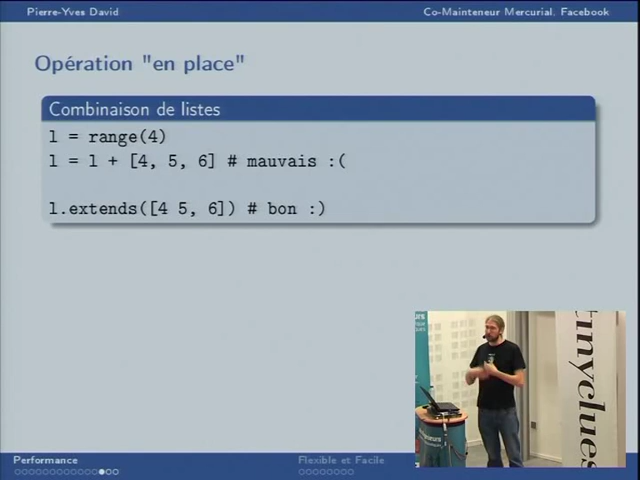 Pierre-Yves David
Co-Mainteneur Mercurial. Facebook
Opération "en place"
Combinaison de listes
l = range(4)
l = l + [4, 5, 6] # mauvais :(
l.extends([4 5, 6]) # bon :)
tinyclues
Performance
Flexible et Facile